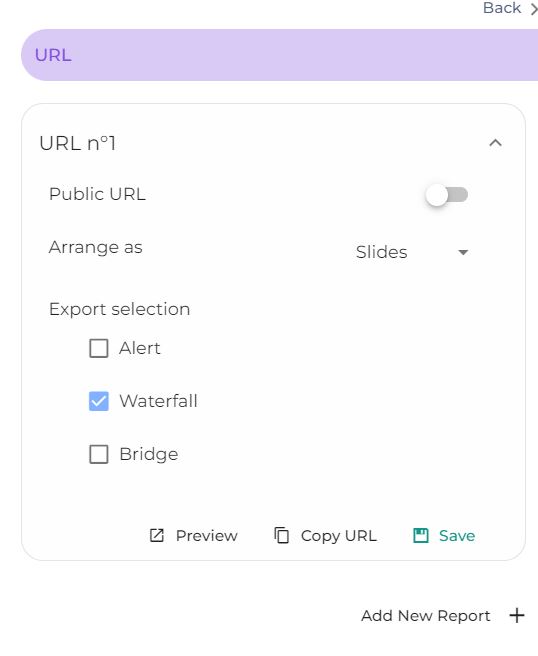 Back
URL
URL n°1
Public URL
Arrange as
Slides
Export selection
Alert
Waterfall
Bridge
Preview Copy URL Save
Add New Report